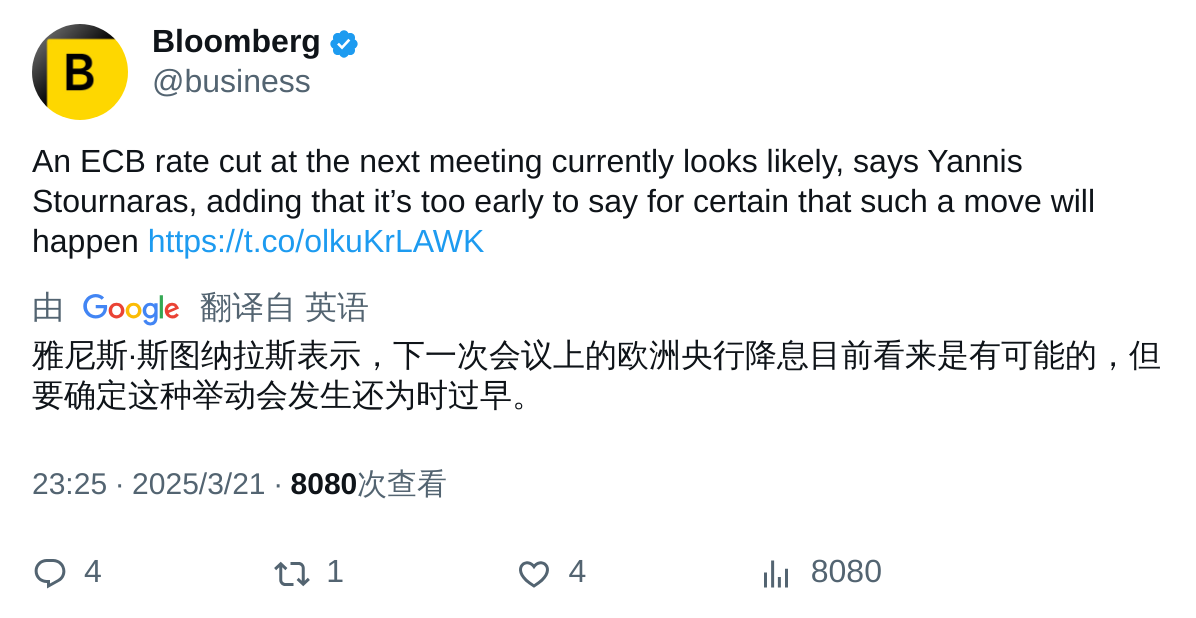 B
Bloomberg
@business
An ECB rate cut at the next meeting currently looks likely, says Yannis
Stournaras, adding that it’s too early to say for certain that such a move will
happen https://t.co/olkuKrLAWK
由 Google 翻译自 英语
雅尼斯·斯图纳拉斯表示，下一次会议上的欧洲央行降息目前看来是有可能的，但
要确定这种举动会发生还为时过早。
23:25 · 2025/3/21 · 8080次查看
4 1 4 8080